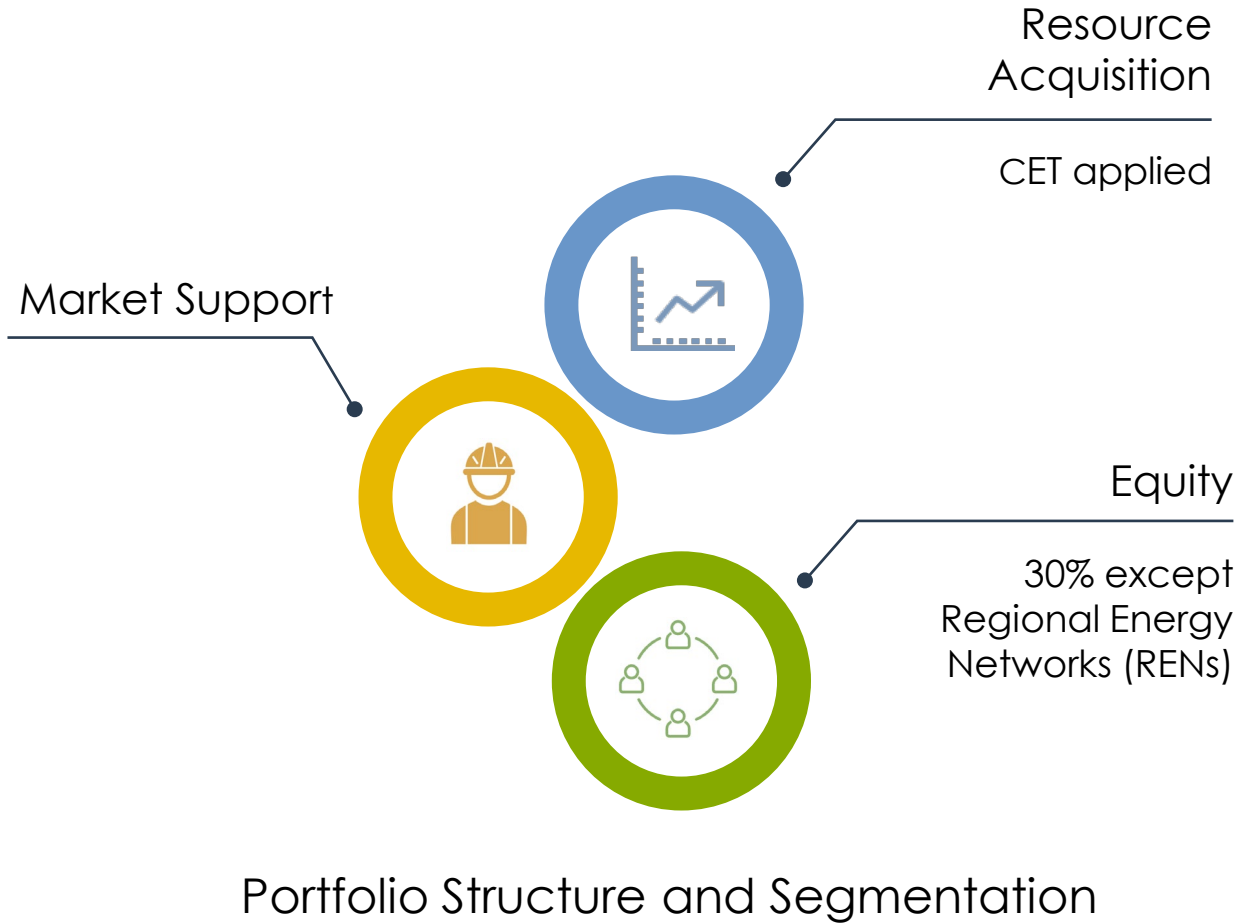 Resource
Acquisition
CET applied
Market Support
Equity
30% except
Regional Energy
Networks (RENs)
Portfolio Structure and Segmentation